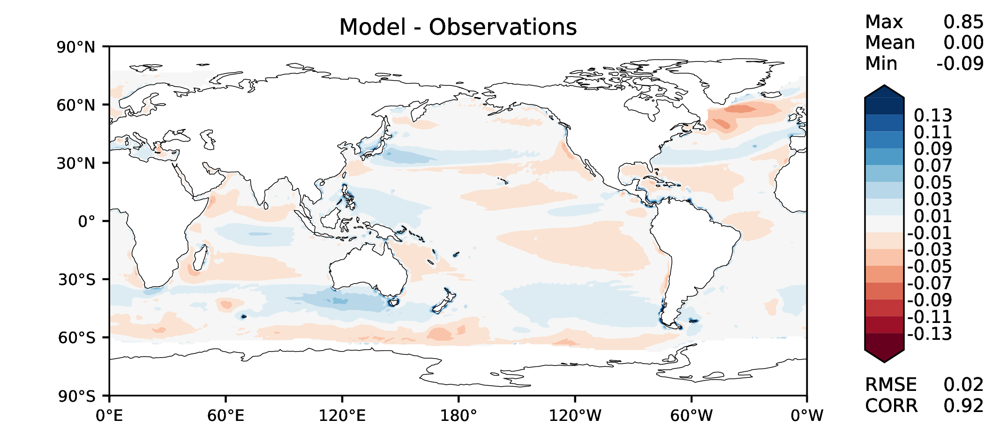 Model - Observations
Max 0.85
Mean 0.00
Min -0.09
90°N
60°N
30°N
0°
30°S
60°S
90°S
0°E 60°E 120°E 180° 120°W 60°W 0°W
0.13
0.11
0.09
0.07
0.05
0.03
0.01
-0.01
-0.03
-0.05
-0.07
-0.09
-0.11
-0.13
RMSE 0.02
CORR 0.92